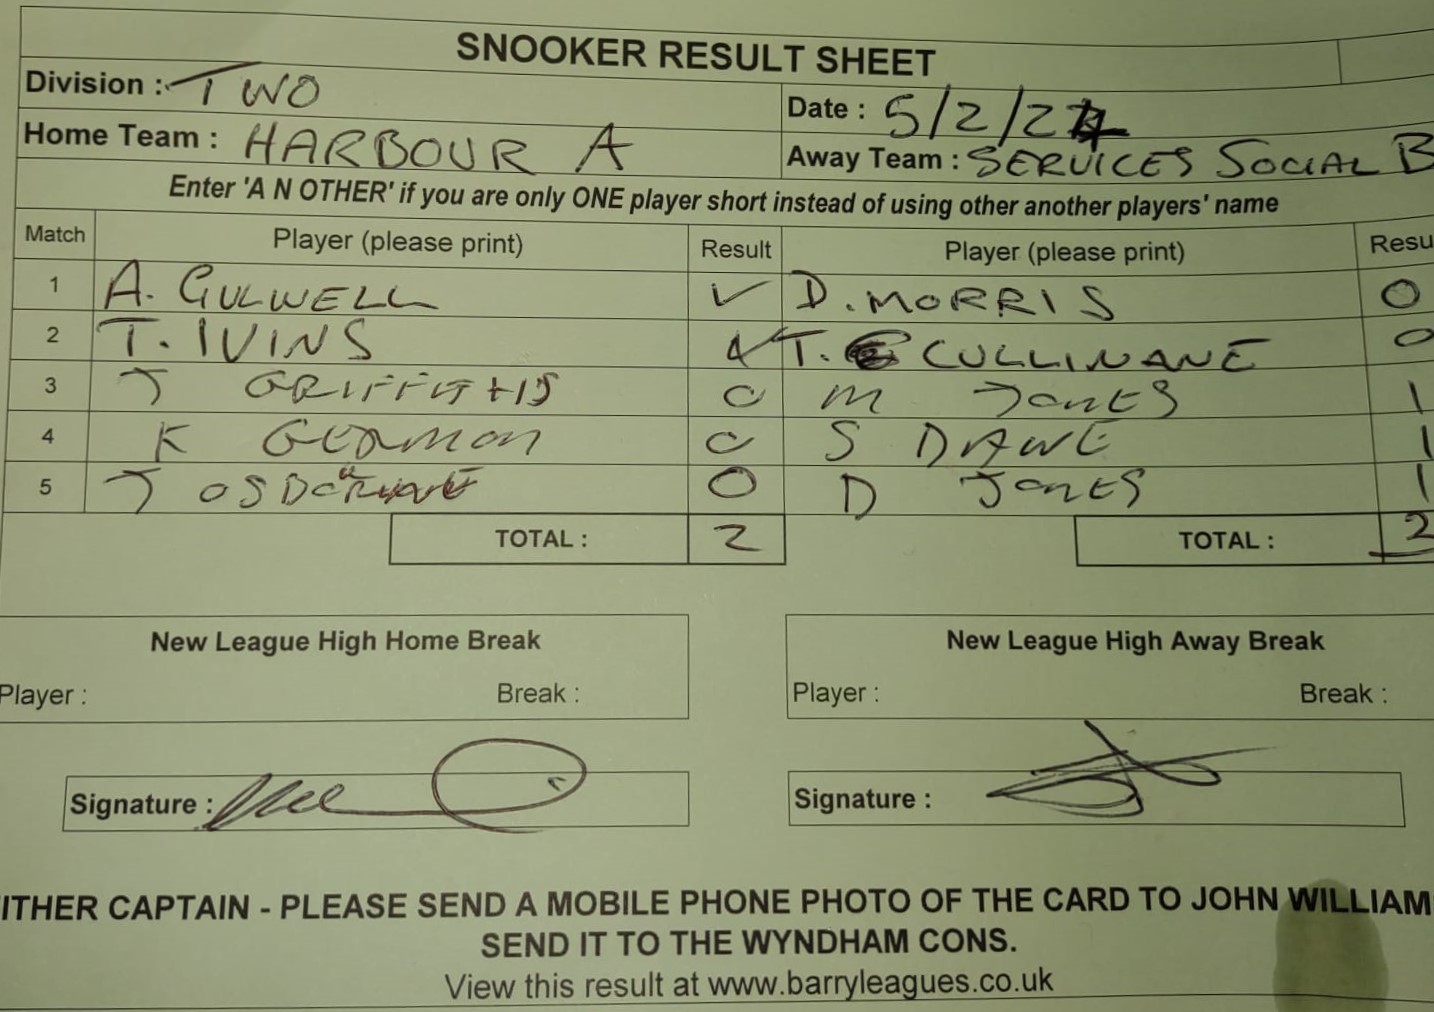 SNOOKER RESULT SHEET
Division : TWO
Date : 5/2/24
Home Team : HARBOUR A
Away Team : SERVICES SOCIAL B
Enter 'A N OTHER' if you are only ONE player short instead of using other another players' name
Match Player (please print) Result Player (please print) Resu
1 A. GULWELL ✓ D. MORRIS 0
2 T. IVINS ✓ T. CULLINANE 0
3 J GRIFFITHS 0 M JONES 1
4 K GERMON 0 S DAWE 1
5 J 0 D JONES 1
TOTAL : 2 TOTAL : 2
New League High Home Break New League High Away Break
Player : Break : Player : Break :
Signature : Signature :
ITHER CAPTAIN - PLEASE SEND A MOBILE PHONE PHOTO OF THE CARD TO JOHN WILLIAM
SEND IT TO THE WYNDHAM CONS.
View this result at www.barryleagues.co.uk